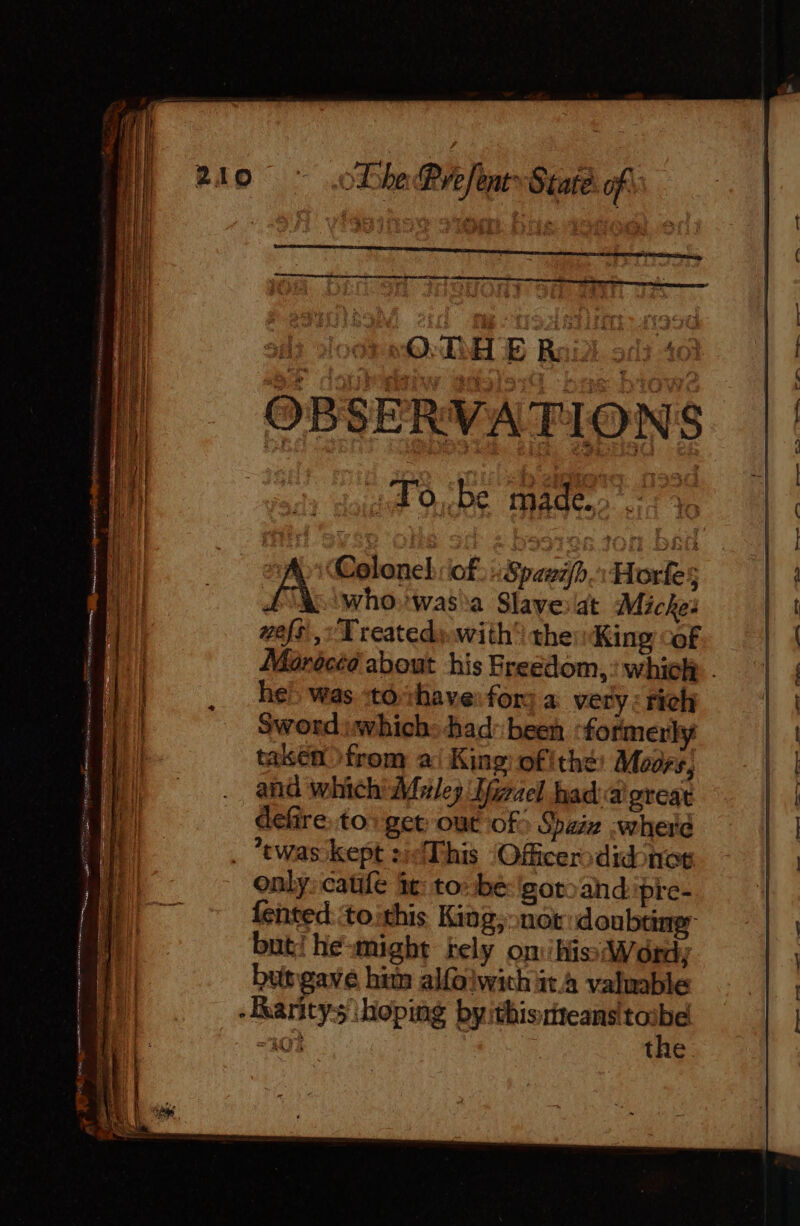 210 The Preſent State of
OTHER
OBSERVATIONS
To be made.
A Colonel of Spaniſh Horſe,
who was a Slave at Micke-
neſs, Treated with the King of
Morocco about his Freedom, which
he was to have for a very rich
Sword which had been formerly
taken from a King of the Moors,
and which Muley Iſmael had a great
deſire to get out of Spain where
'twas kept: This Officer did not
only cauſe it to be got and pre-
ſented to this King, not doubting
but he might rely on his Word,
but gave him alſo with it a valuable
Rarity, hoping by this means to be
the